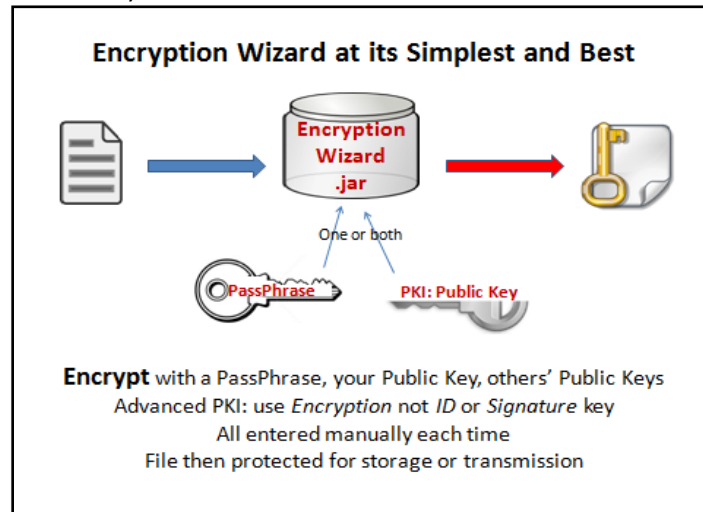 Encryption Wizard at its Simplest and Best
Encryption
Wizard
.jar
One or both
PassPhrase
PKI: Public Key
Encrypt with a PassPhrase, your Public Key, others’ Public Keys
Advanced PKI: use Encryption not ID or Signature key
All entered manually each time
File then protected for storage or transmission